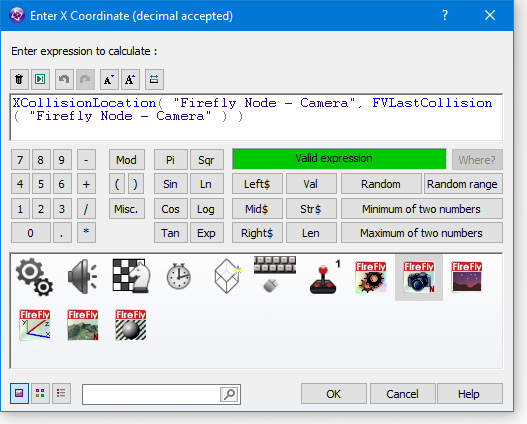 Enter X Coordinate (decimal accepted)
Enter expression to calculate :
A A
XCollisionLocation( "Firefly Node - Camera", FVLastCollision
( "Firefly Node - Camera" ) )
7 8 9 - Mod Pi Sqr Valid expression Where?
4 5 6 + ( ) Sin Ln Left$ Val Random Random range
1 2 3 / Misc. Cos Log Mid$ Str$ Minimum of two numbers
0 . * Tan Exp Right$ Len Maximum of two numbers
1 FIREFLY FIREFLY N FIREFLY
FIREFLY Y Z X FIREFLY N FIREFLY
OK Cancel Help